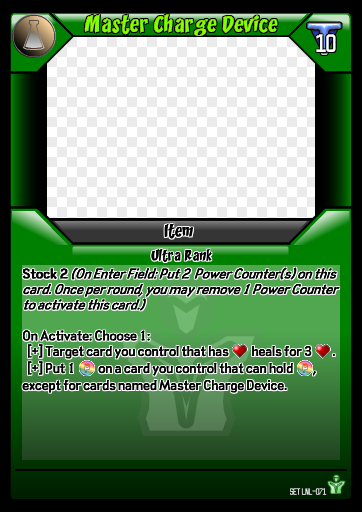 Master Charge Device
10
Item
Ultra Rank
Stock 2 (On Enter Field: Put 2 Power Counter(s) on this
card. Once per round, you may remove 1 Power Counter
to activate this card.)
On Activate: Choose 1:
[+] Target card you control that has heals for 3 .
[+] Put 1 on a card you control that can hold ,
except for cards named Master Charge Device.
SET LNL-071